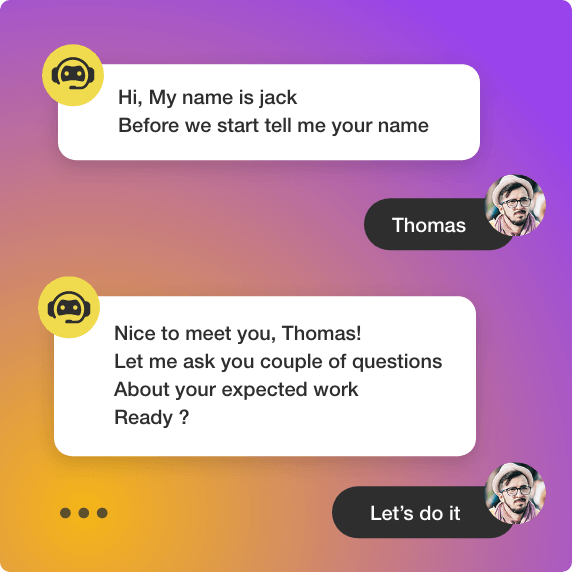 Hi, My name is jack
Before we start tell me your name
Thomas
Nice to meet you, Thomas!
Let me ask you couple of questions
About your expected work
Ready ?
Let’s do it